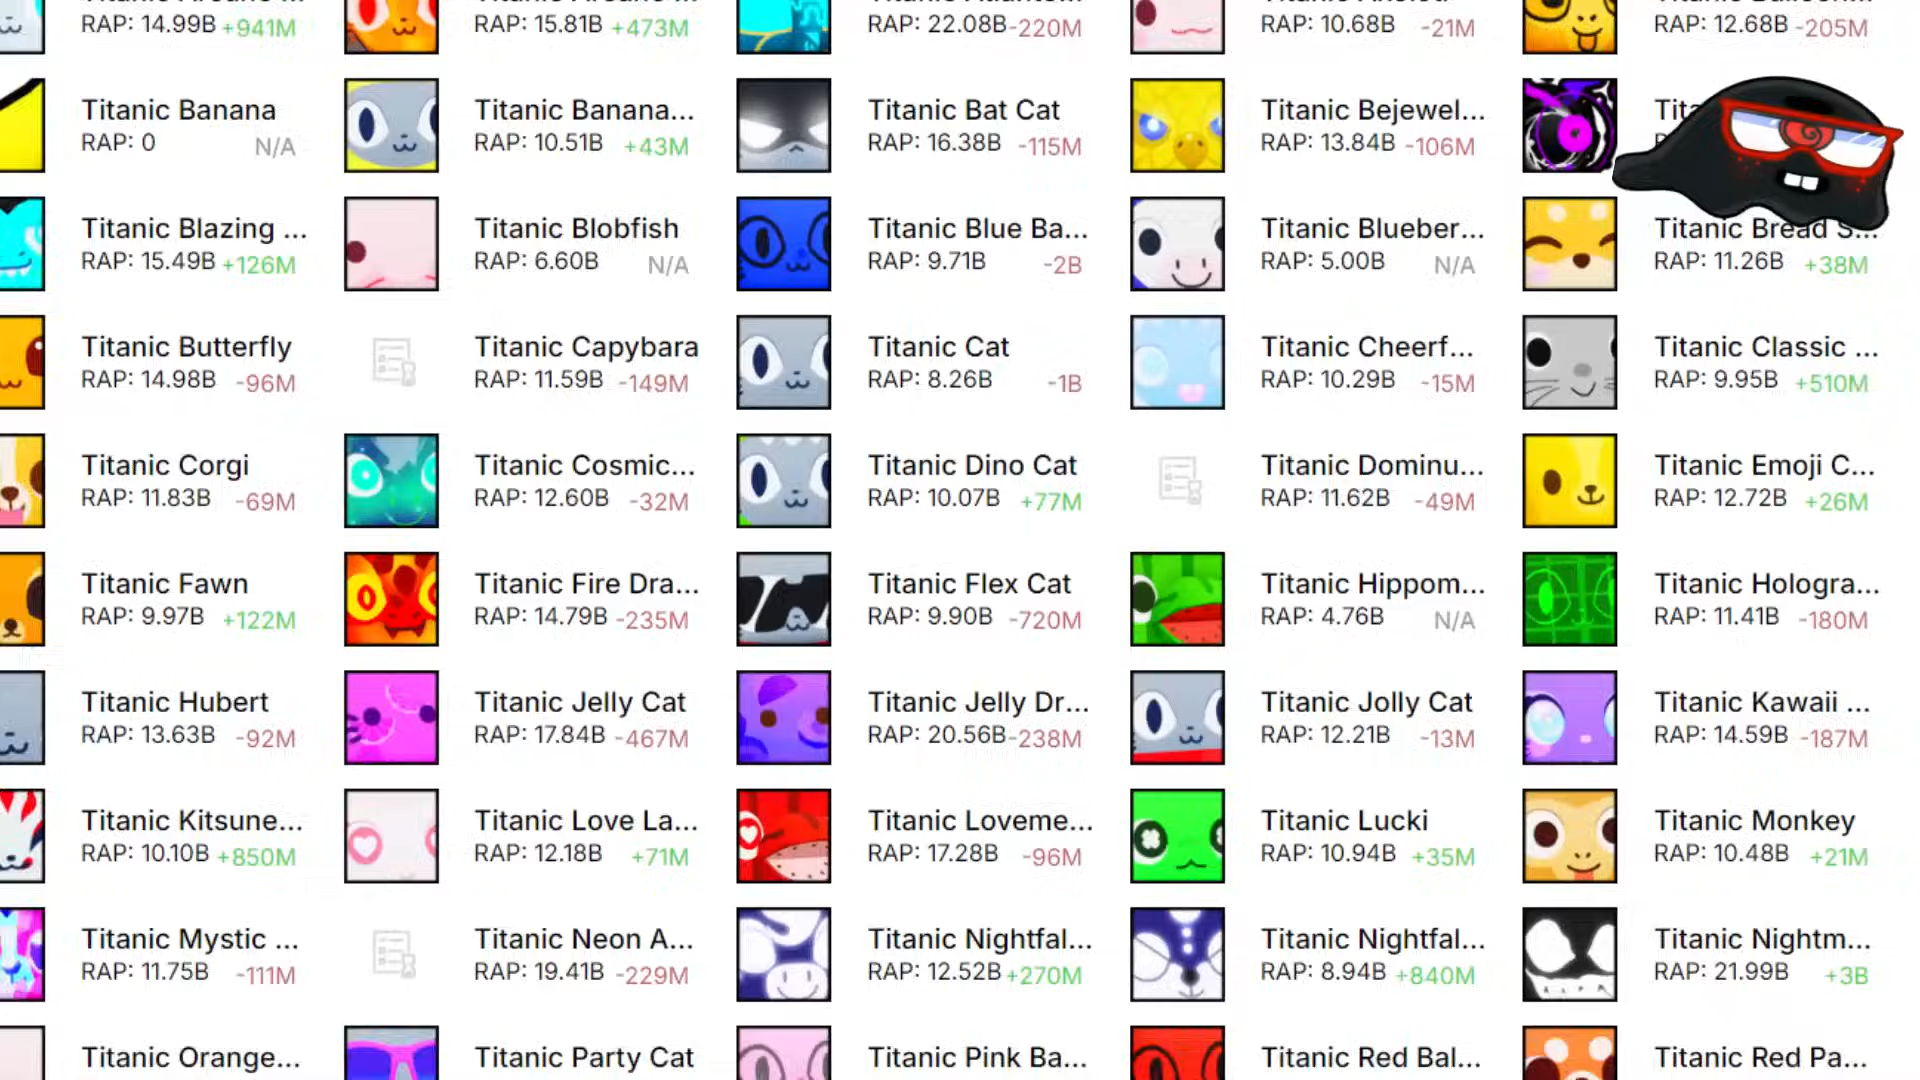 RAP: 14.99B +941M
RAP: 15.81B +473M
RAP: 22.08B -220M
RAP: 10.68B -21M
RAP: 12.68B -205M
Titanic Banana
RAP: 0 N/A
Titanic Banana...
RAP: 10.51B +43M
Titanic Bat Cat
RAP: 16.38B -115M
Titanic Bejewel...
RAP: 13.84B -106M
Titanic Blazing ...
RAP: 15.49B +126M
Titanic Blobfish
RAP: 6.60B N/A
Titanic Blue Ba...
RAP: 9.71B -2B
Titanic Blueber...
RAP: 5.00B N/A
Titanic Bread S...
RAP: 11.26B +38M
Titanic Butterfly
RAP: 14.98B -96M
Titanic Capybara
RAP: 11.59B -149M
Titanic Cat
RAP: 8.26B -1B
Titanic Cheerf...
RAP: 10.29B -15M
Titanic Classic ...
RAP: 9.95B +510M
Titanic Corgi
RAP: 11.83B -69M
Titanic Cosmic...
RAP: 12.60B -32M
Titanic Dino Cat
RAP: 10.07B +77M
Titanic Dominu...
RAP: 11.62B -49M
Titanic Emoji C...
RAP: 12.72B +26M
Titanic Fawn
RAP: 9.97B +122M
Titanic Fire Dra...
RAP: 14.79B -235M
Titanic Flex Cat
RAP: 9.90B -720M
Titanic Hippom...
RAP: 4.76B N/A
Titanic Hologra...
RAP: 11.41B -180M
Titanic Hubert
RAP: 13.63B -92M
Titanic Jelly Cat
RAP: 17.84B -467M
Titanic Jelly Dr...
RAP: 20.56B -238M
Titanic Jolly Cat
RAP: 12.21B -13M
Titanic Kawaii ...
RAP: 14.59B -187M
Titanic Kitsune...
RAP: 10.10B +850M
Titanic Love La...
RAP: 12.18B +71M
Titanic Loveme...
RAP: 17.28B -96M
Titanic Lucki
RAP: 10.94B +35M
Titanic Monkey
RAP: 10.48B +21M
Titanic Mystic ...
RAP: 11.75B -111M
Titanic Neon A...
RAP: 19.41B -229M
Titanic Nightfal...
RAP: 12.52B +270M
Titanic Nightfal...
RAP: 8.94B +840M
Titanic Nightm...
RAP: 21.99B +3B
Titanic Orange...
Titanic Party Cat
Titanic Pink Ba...
Titanic Red Bal...
Titanic Red Pa...